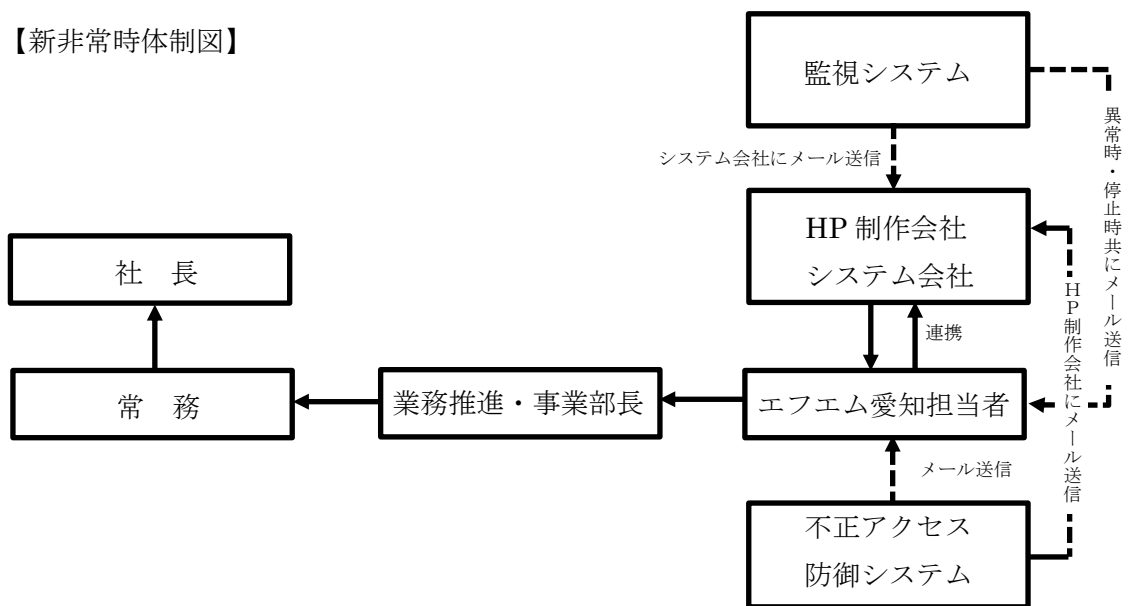 【新非常時体制図】
監視システム
システム会社にメール送信
異常時・停止時共にメール送信
HP 制作会社
システム会社
HP制作会社にメール送信
連携
社　長
常　務
業務推進・事業部長
エフエム愛知担当者
メール送信
不正アクセス
防御システム